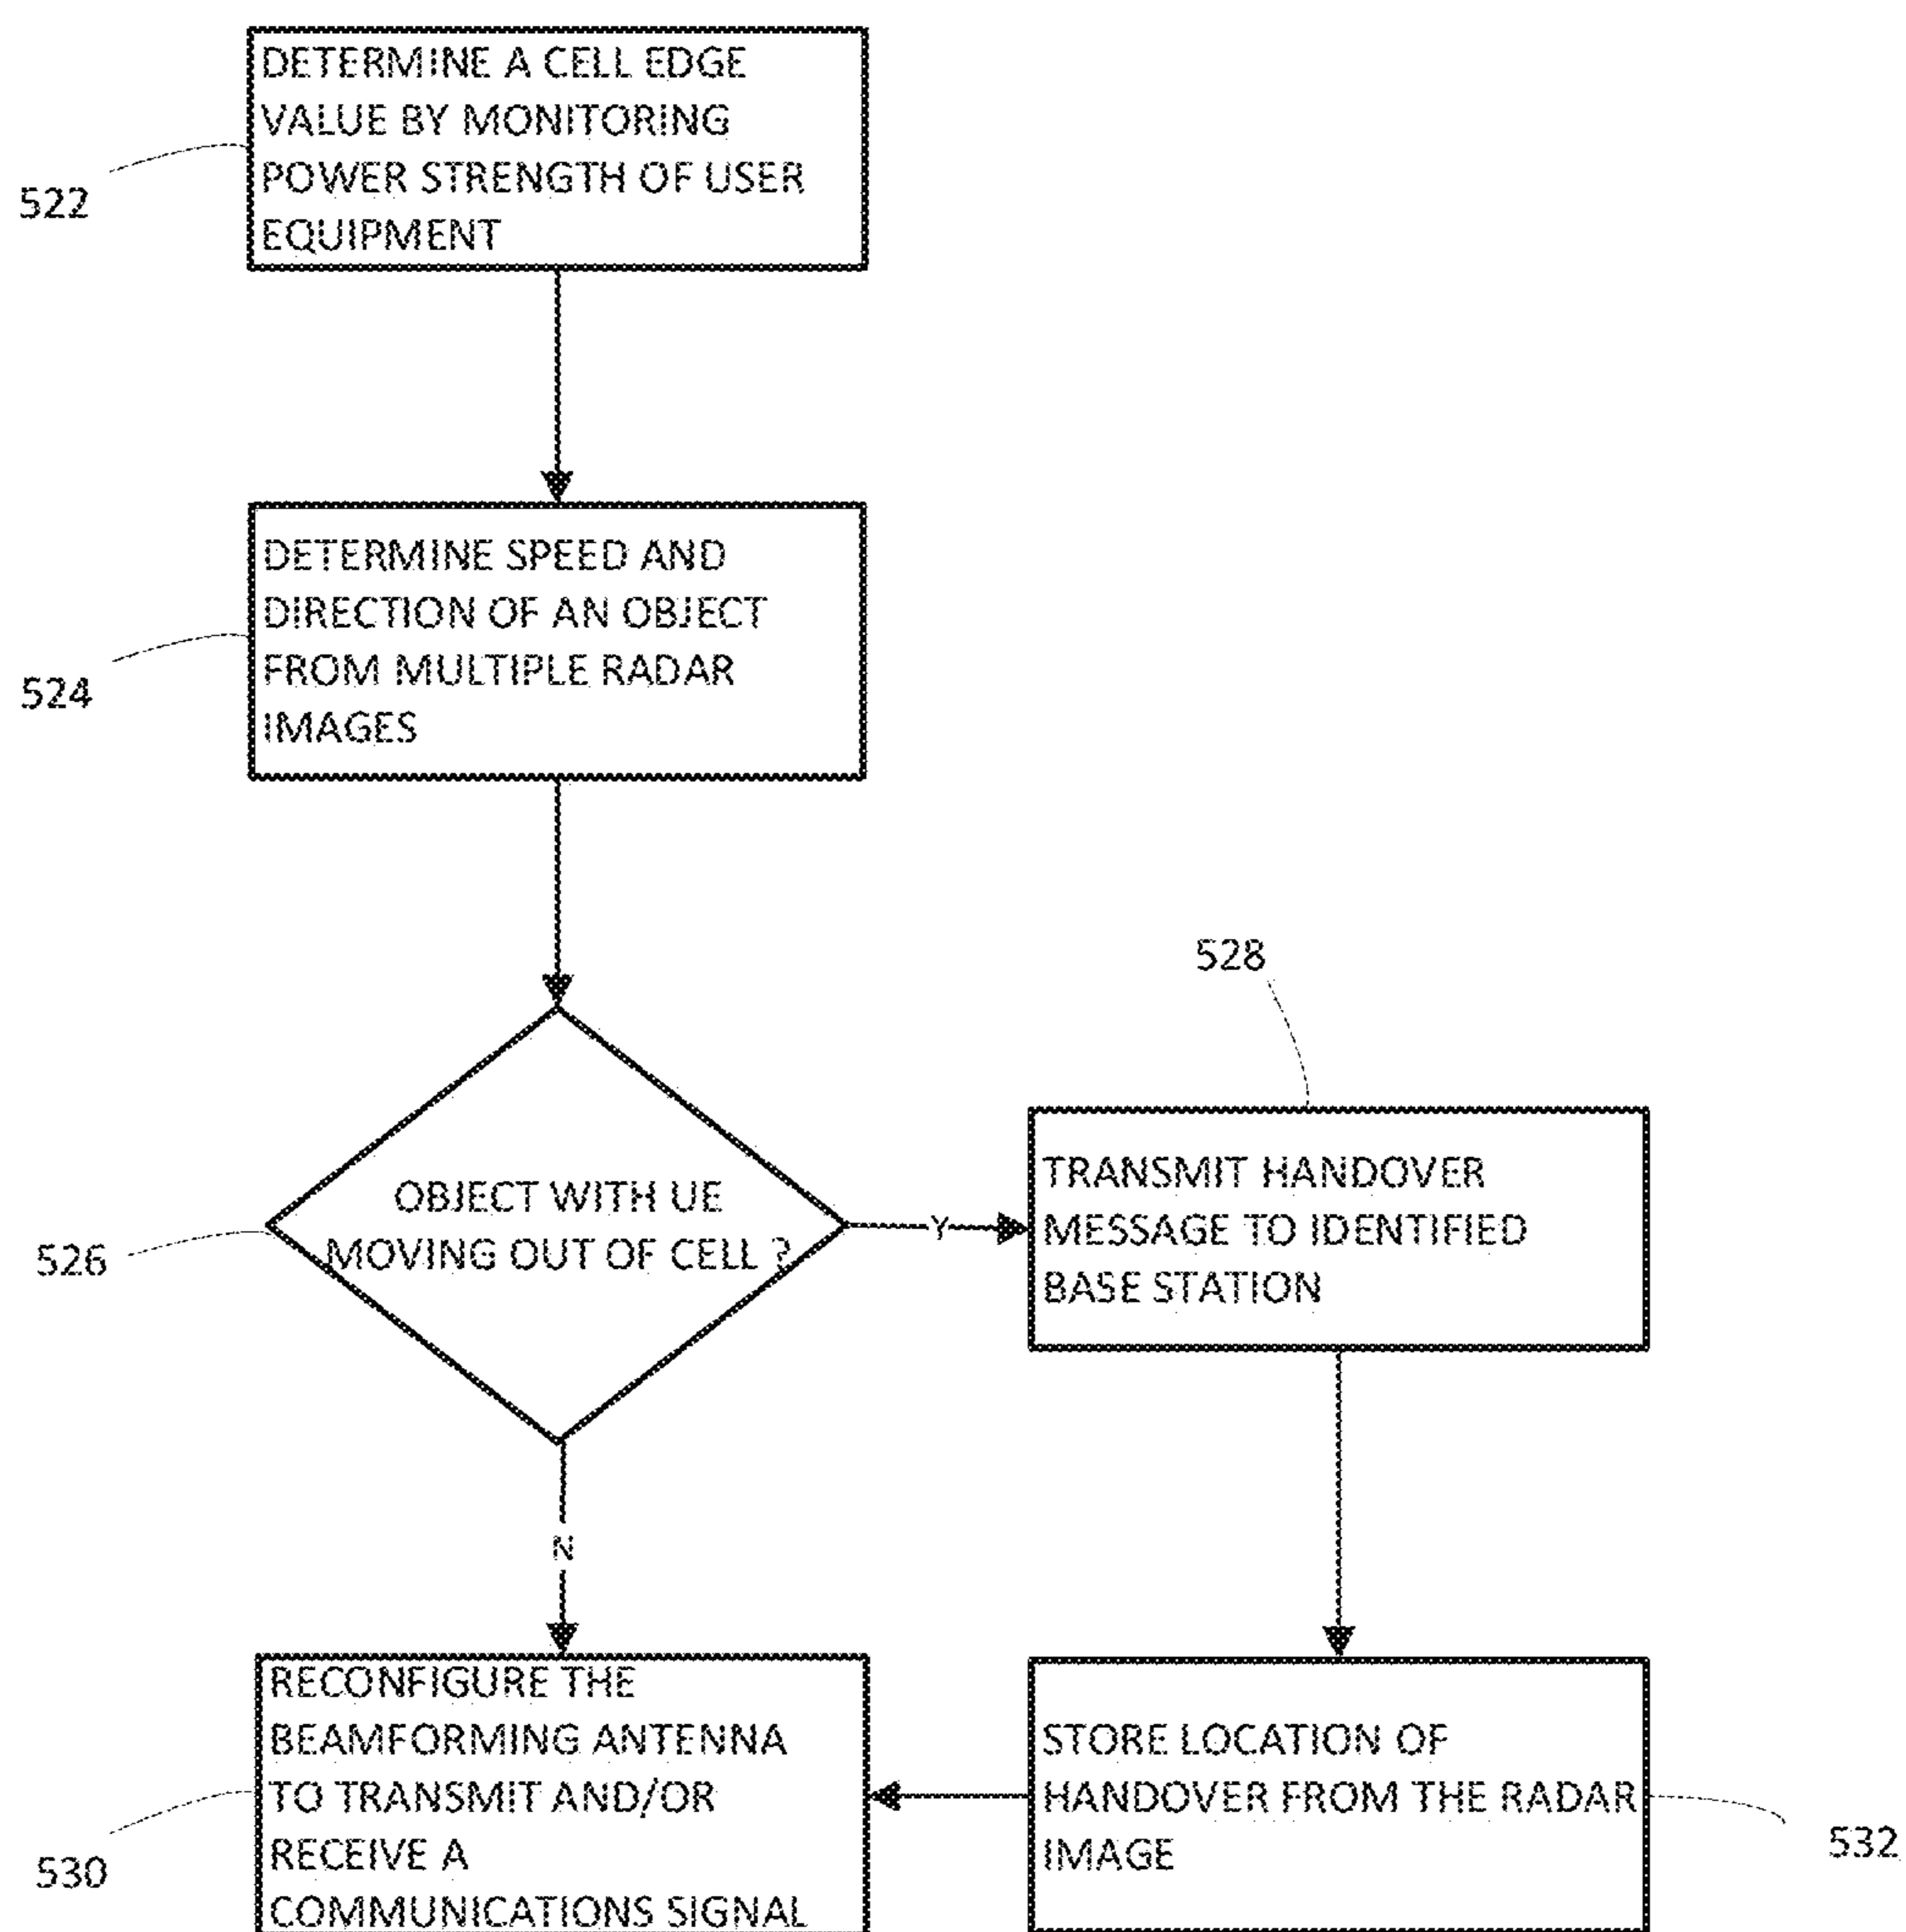 DETERMINE A CELL EDGE
VALUE BY MONITORING
POWER STRENGTH OF USER
EQUIPMENT
522
DETERMINE SPEED AND
DIRECTION OF AN OBJECT
FROM MULTIPLE RADAR
IMAGES
524
528
OBJECT WITH UE
MOVING OUT OF CELL ?
526
Y
TRANSMIT HANDOVER
MESSAGE TO IDENTIFIED
BASE STATION
N
RECONFIGURE THE
BEAMFORMING ANTENNA
TO TRANSMIT AND/OR
RECEIVE A
COMMUNICATIONS SIGNAL
530
STORE LOCATION OF
HANDOVER FROM THE RADAR
IMAGE
532